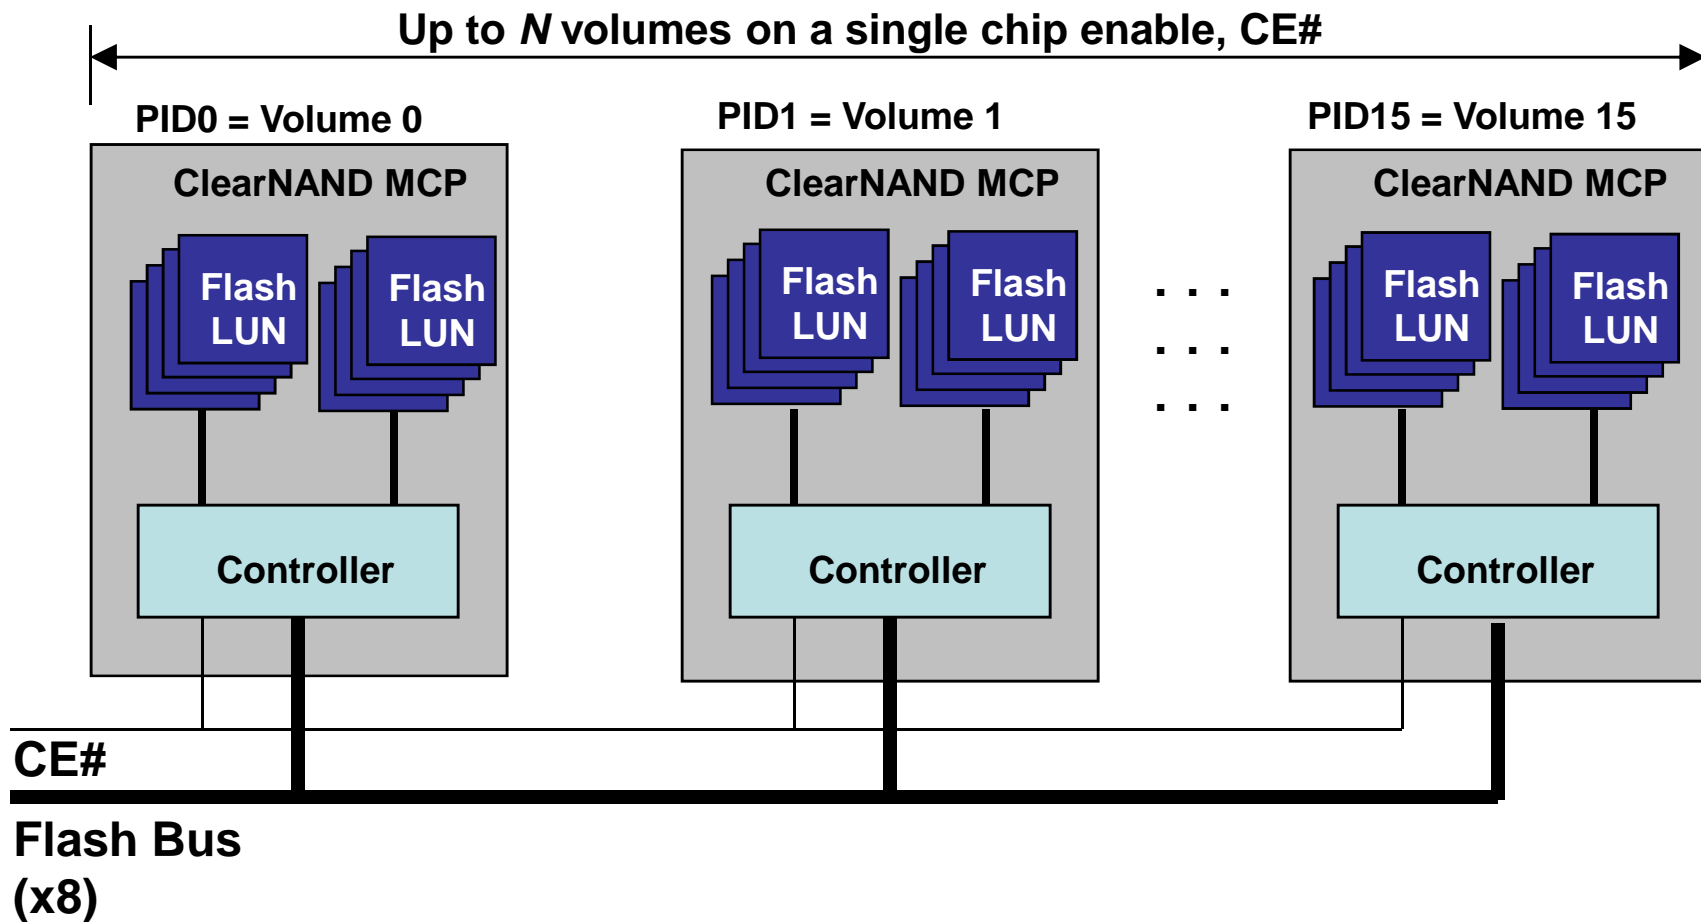 Up to N volumes on a single chip enable, CE#
PID0 = Volume 0
PID1 = Volume 1
PID15 = Volume 15
ClearNAND MCP
ClearNAND MCP
ClearNAND MCP
Flash
LUN
Flash
LUN
Flash
LUN
Flash
LUN
. . .
. . .
. . .
Flash
LUN
Flash
LUN
Controller
Controller
Controller
CE#
Flash Bus
(x8)